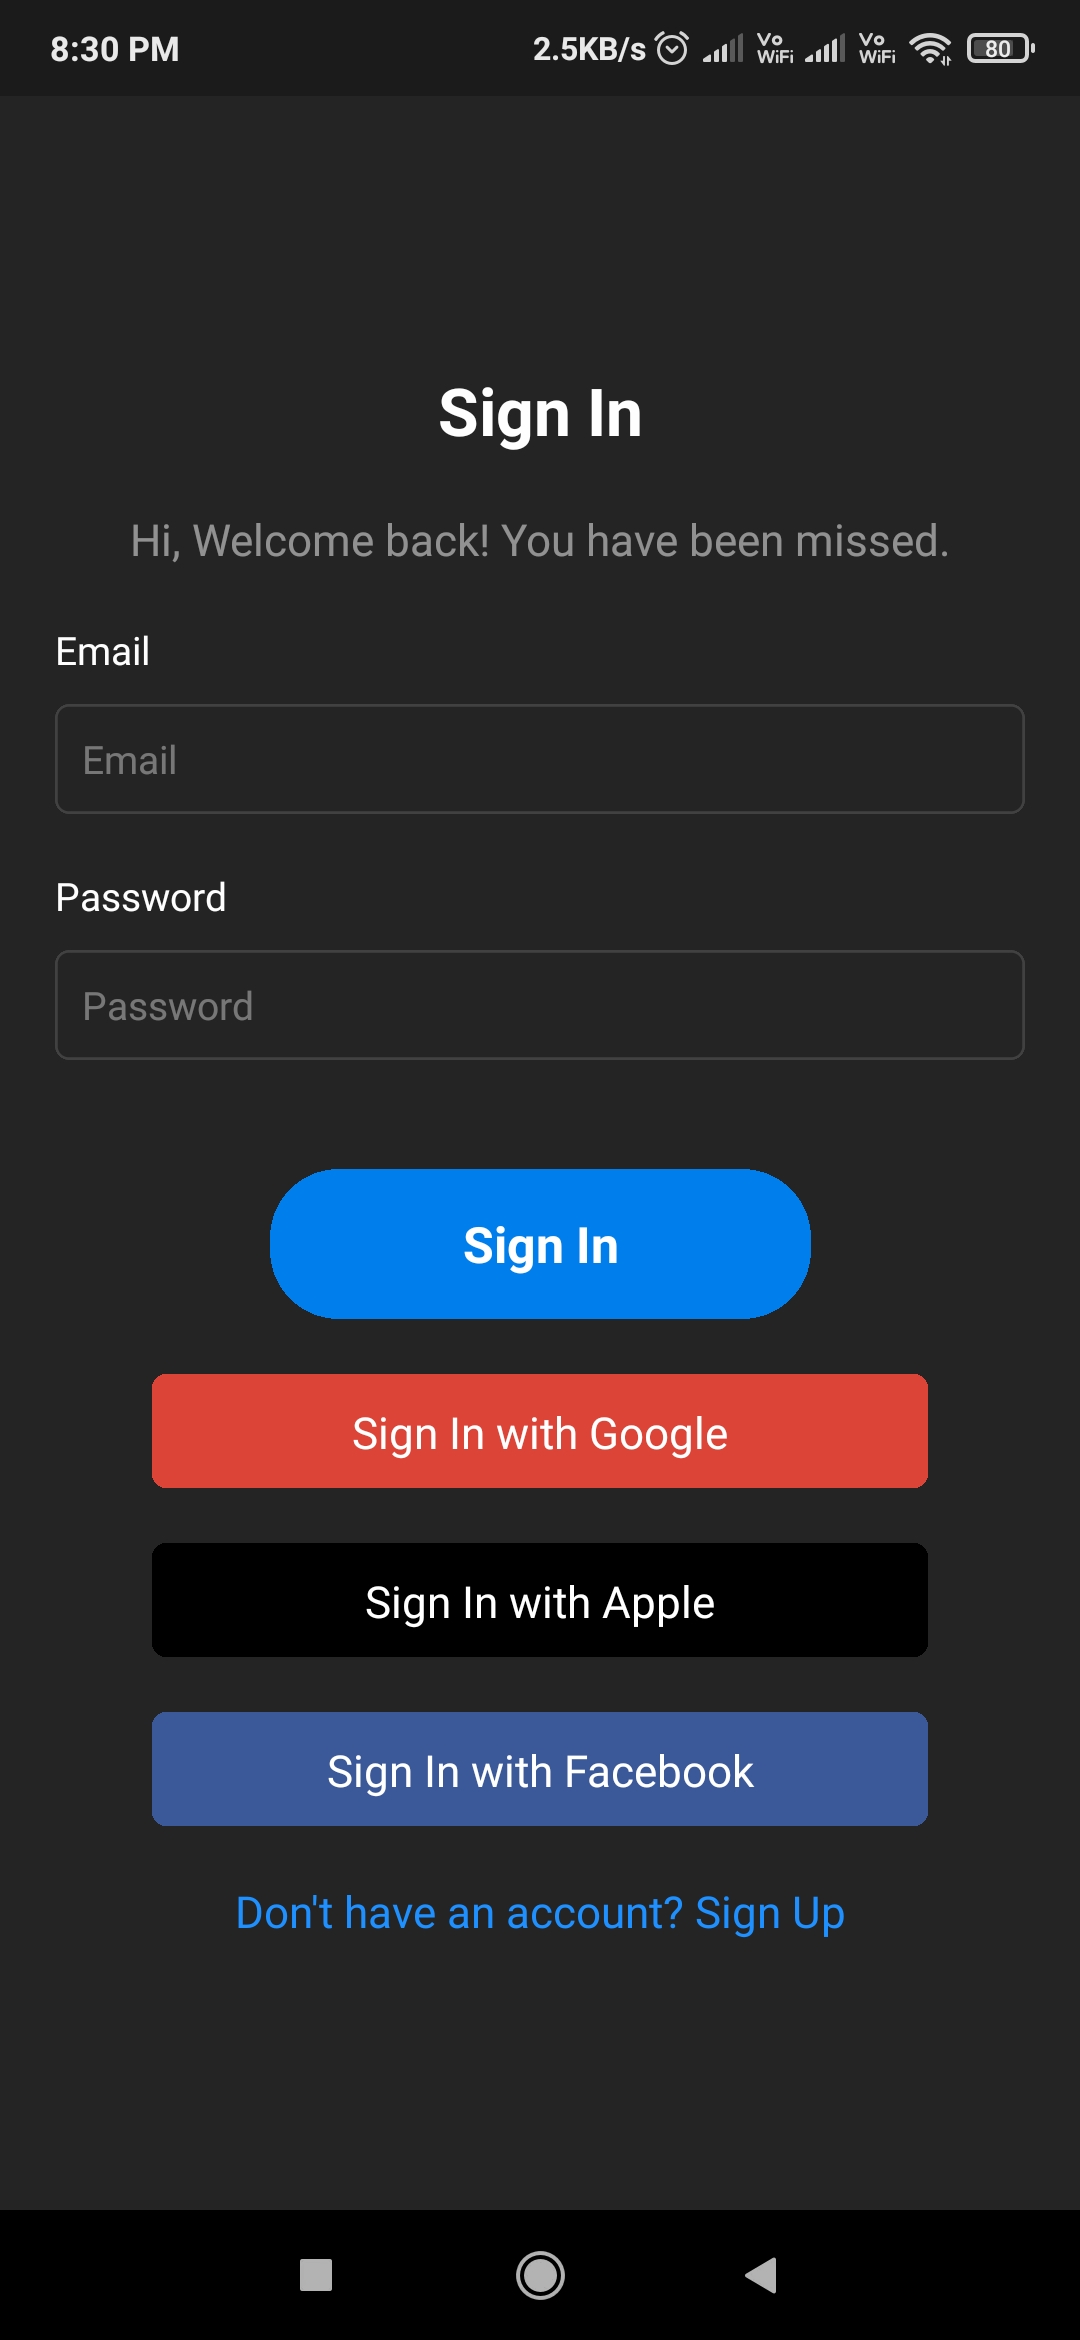 8:30 PM 2.5KB/s Vo WiFi Vo WiFi 80
Sign In
Hi, Welcome back! You have been missed.
Email
Email
Password
Password
Sign In
Sign In with Google
Sign In with Apple
Sign In with Facebook
Don't have an account? Sign Up